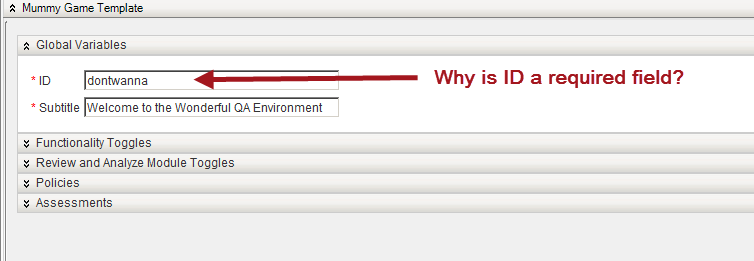 Mummy Game Template
Global Variables
* ID dontwanna Why is ID a required field?
* Subtitle Welcome to the Wonderful QA Environment
Functionality Toggles
Review and Analyze Module Toggles
Policies
Assessments